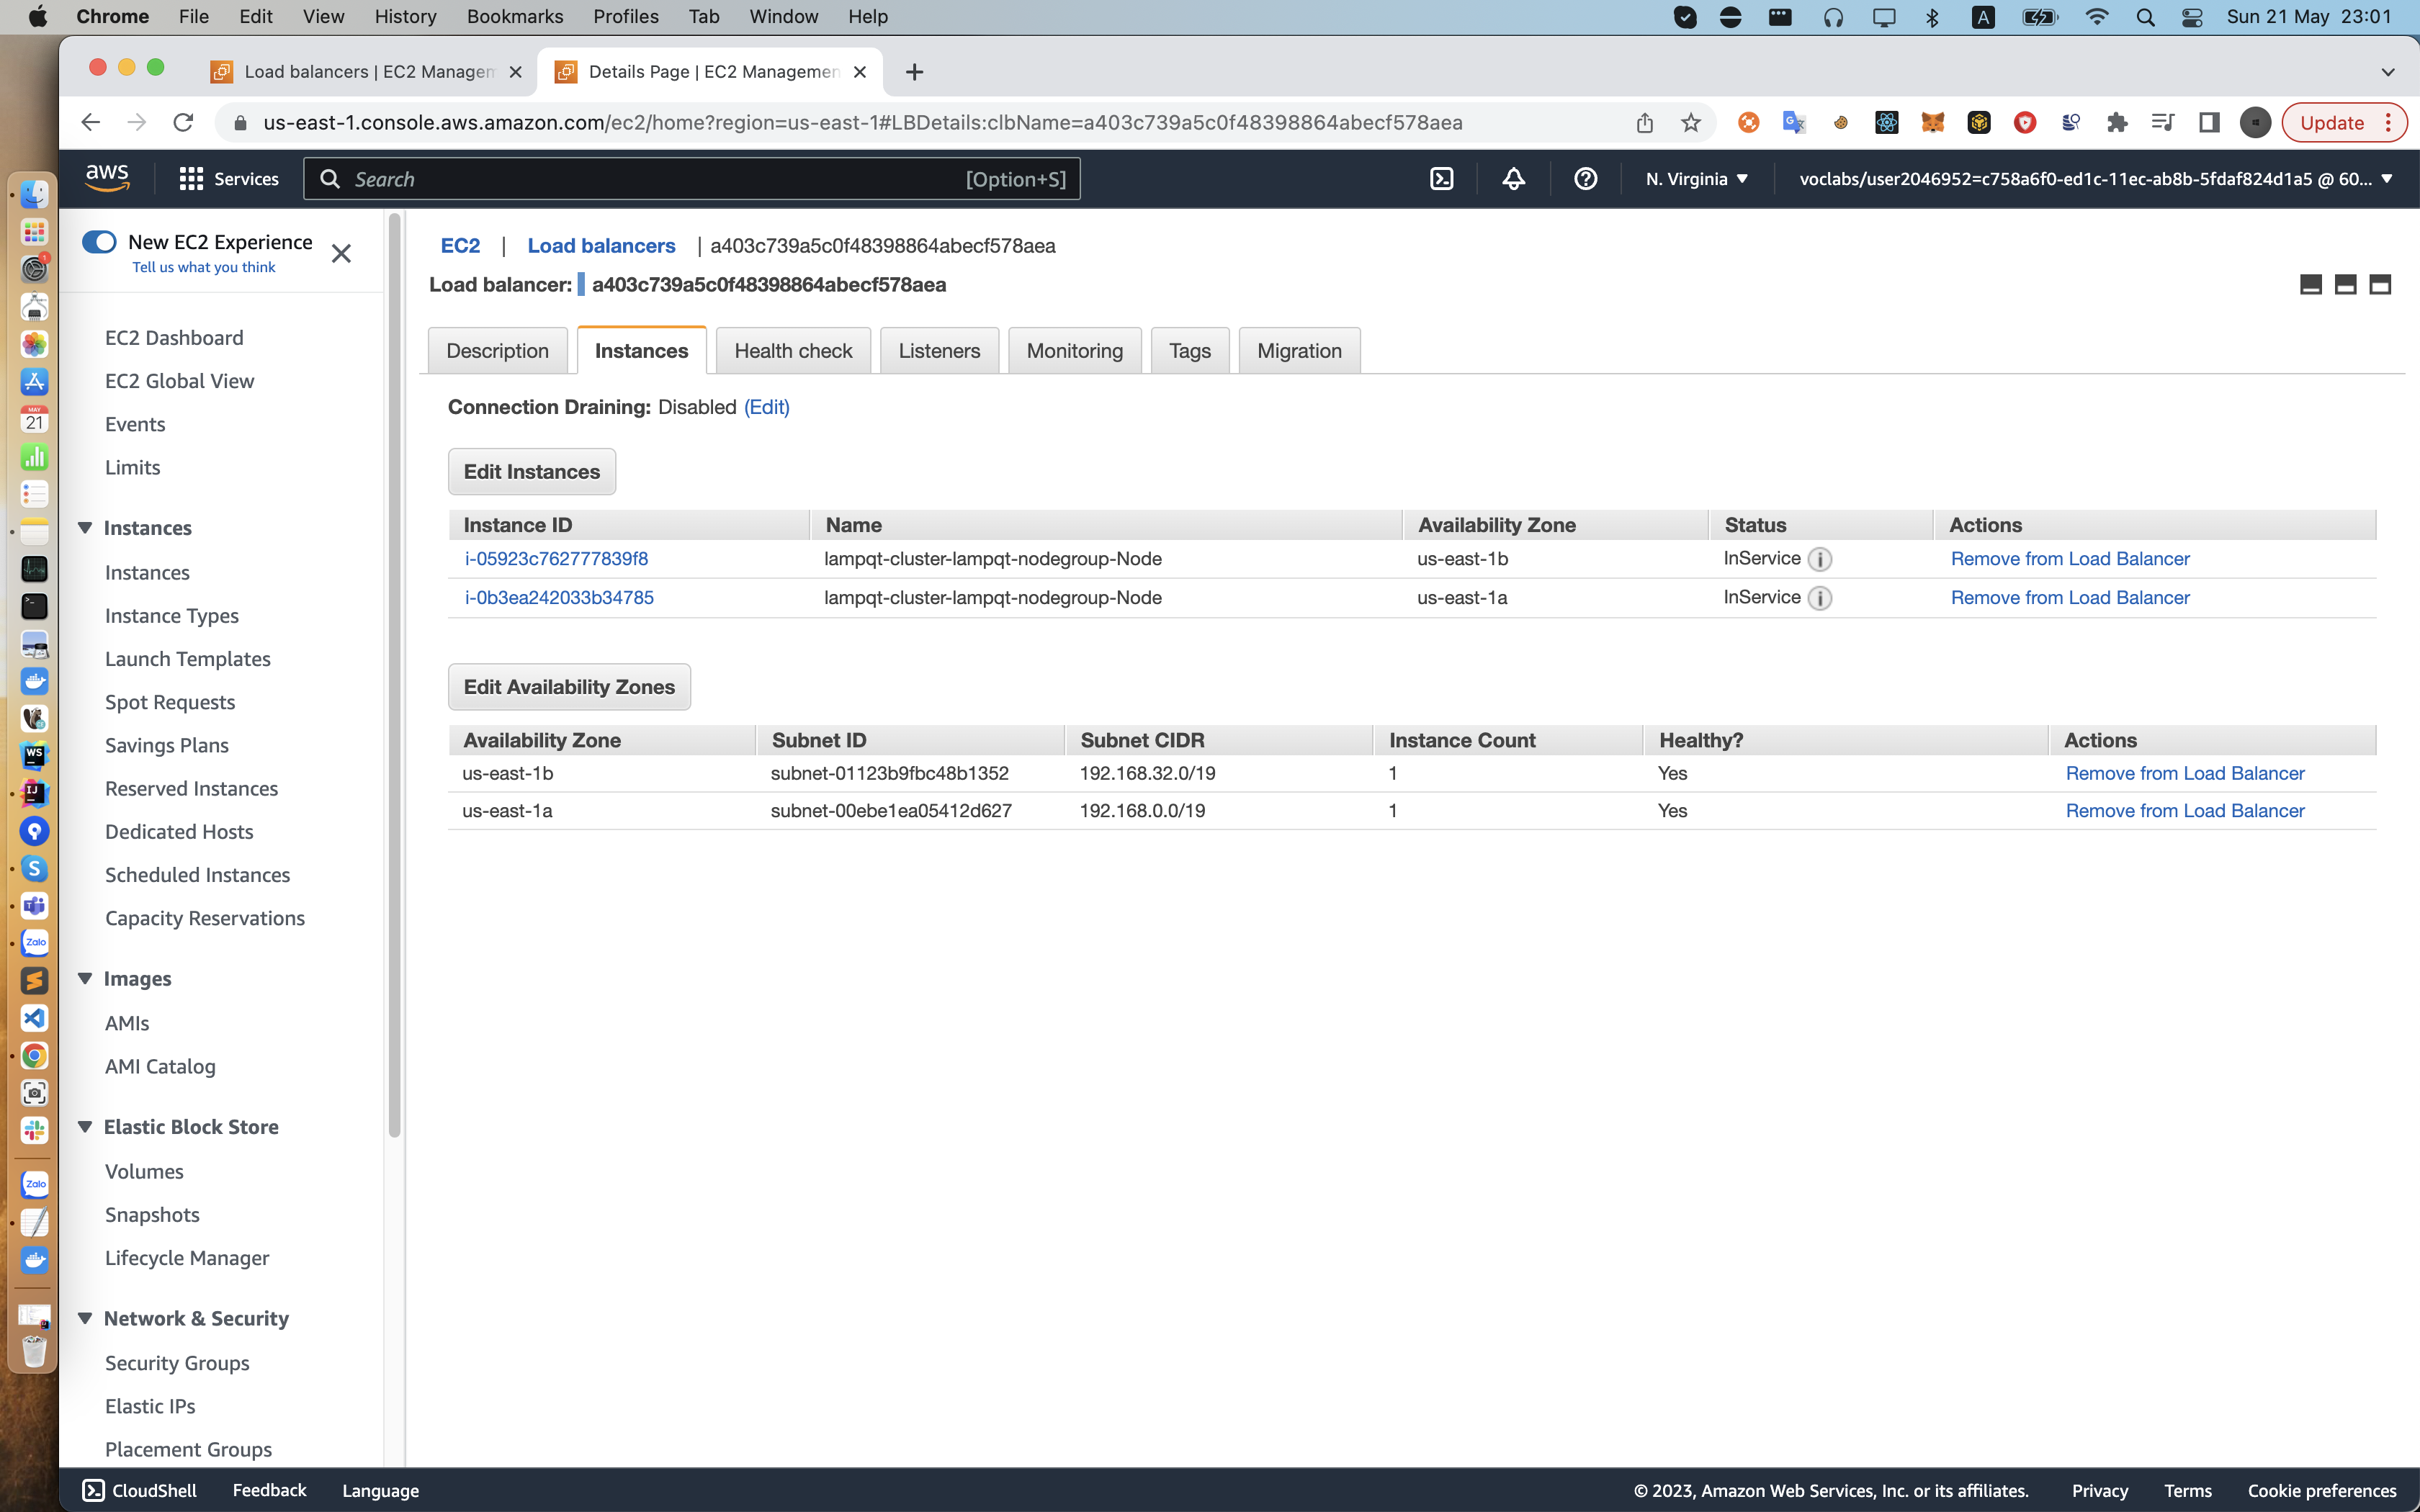 Chrome File Edit View History Bookmarks Profiles Tab Window Help A Sun 21 May 23:01
Load balancers | EC2 Managem Details Page | EC2 Managemen
us-east-1.console.aws.amazon.com/ec2/home?region=us-east-1#LBDetails:clbName=a403c739a5c0f48398864abecf578aea Update
aws Services Search [Option+S] N. Virginia voclabs/user2046952=c758a6f0-ed1c-11ec-ab8b-5fdaf824d1a5 @ 60...
New EC2 Experience
Tell us what you think
EC2 Dashboard
EC2 Global View
Events
Limits
Instances
Instances
Instance Types
Launch Templates
Spot Requests
Savings Plans
Reserved Instances
Dedicated Hosts
Scheduled Instances
Capacity Reservations
Images
AMIs
AMI Catalog
Elastic Block Store
Volumes
Snapshots
Lifecycle Manager
Network & Security
Security Groups
Elastic IPs
Placement Groups
EC2 | Load balancers | a403c739a5c0f48398864abecf578aea
Load balancer: a403c739a5c0f48398864abecf578aea
Description Instances Health check Listeners Monitoring Tags Migration
Connection Draining: Disabled (Edit)
Edit Instances
Instance ID Name Availability Zone Status Actions
i-05923c762777839f8 lampqt-cluster-lampqt-nodegroup-Node us-east-1b InService i Remove from Load Balancer
i-0b3ea242033b34785 lampqt-cluster-lampqt-nodegroup-Node us-east-1a InService i Remove from Load Balancer
Edit Availability Zones
Availability Zone Subnet ID Subnet CIDR Instance Count Healthy? Actions
us-east-1b subnet-01123b9fbc48b1352 192.168.32.0/19 1 Yes Remove from Load Balancer
us-east-1a subnet-00ebe1ea05412d627 192.168.0.0/19 1 Yes Remove from Load Balancer
MAY
21
WS
IJ
S
Zalo
Zalo
CloudShell Feedback Language © 2023, Amazon Web Services, Inc. or its affiliates. Privacy Terms Cookie preferences